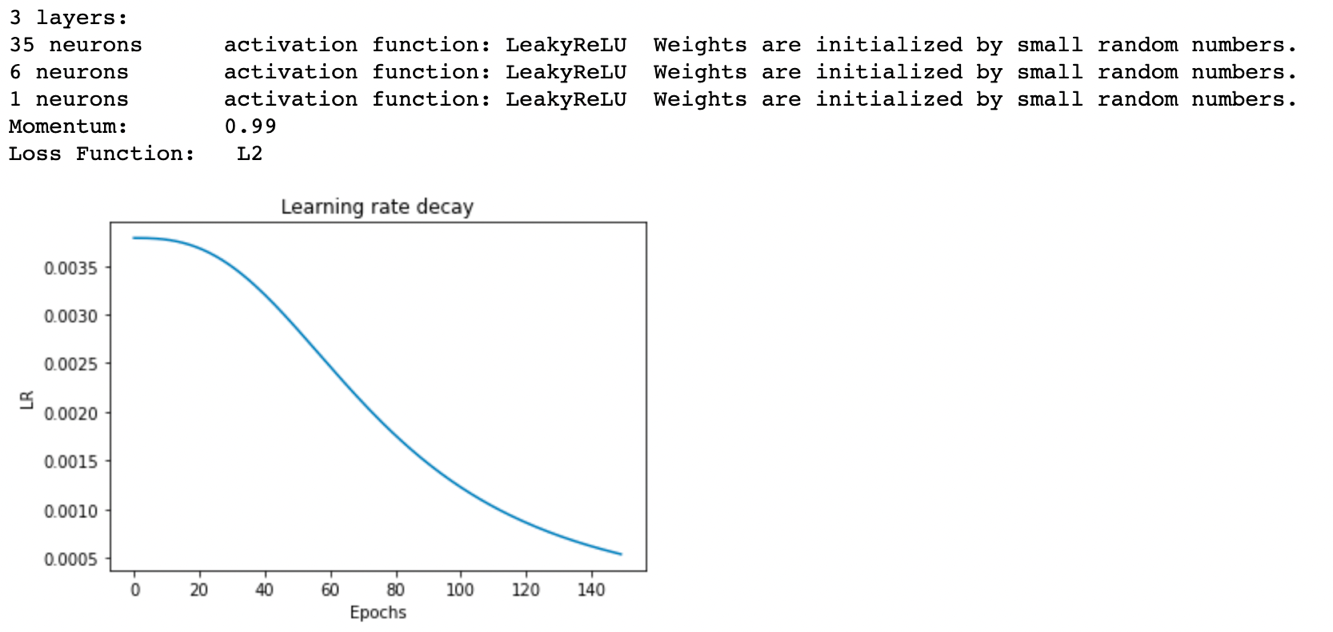 3 layers:
35 neurons      activation function: LeakyReLU  Weights are initialized by small random numbers.
6 neurons       activation function: LeakyReLU  Weights are initialized by small random numbers.
1 neurons       activation function: LeakyReLU  Weights are initialized by small random numbers.
Momentum:       0.99
Loss Function:   L2
Learning rate decay
0.0035
0.0030
0.0025
0.0020
0.0015
0.0010
0.0005
LR
0 20 40 60 80 100 120 140
Epochs